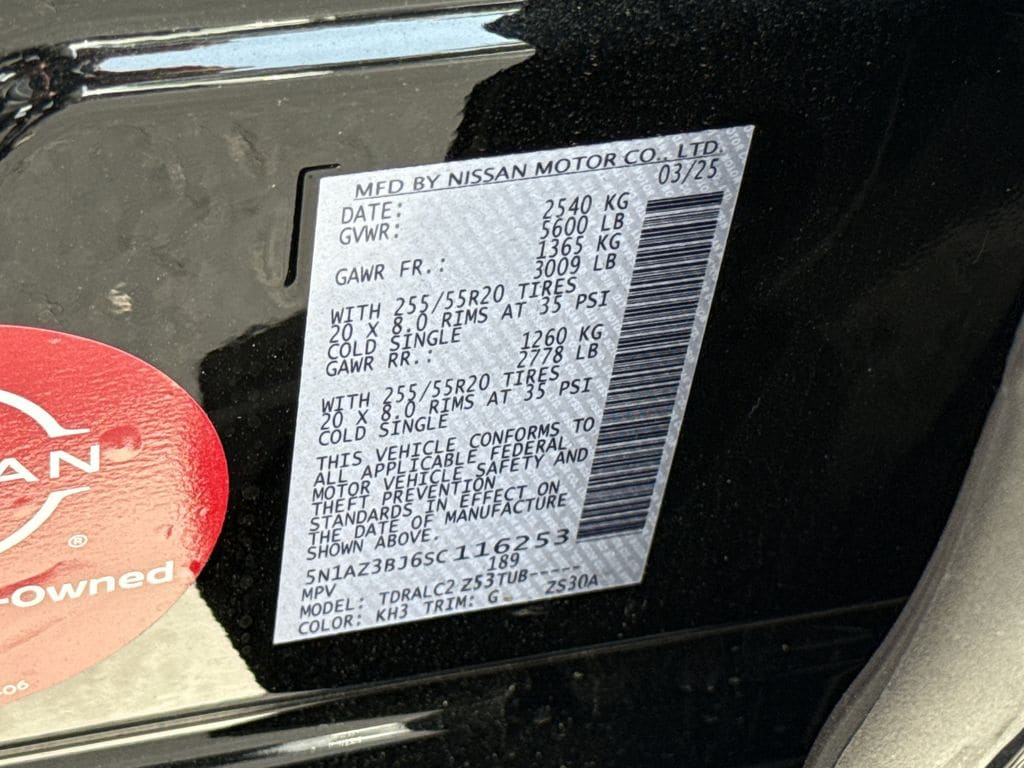 MFD BY NISSAN MOTOR CO., LTD.
DATE: 03/25
GVWR: 2540 KG
5600 LB
GAWR FR.: 1365 KG
3009 LB
WITH 255/55R20 TIRES
20 X 8.0 RIMS AT 35 PSI
COLD SINGLE
GAWR RR.: 1260 KG
2778 LB
WITH 255/55R20 TIRES
20 X 8.0 RIMS AT 35 PSI
COLD SINGLE
THIS VEHICLE CONFORMS TO
ALL APPLICABLE FEDERAL
MOTOR VEHICLE SAFETY AND
THEFT PREVENTION
STANDARDS IN EFFECT ON
THE DATE OF MANUFACTURE
SHOWN ABOVE.
5N1AZ3BJ6SC116253
MPV 189
MODEL: TDRALC2 Z53TUB-----
COLOR: KH3 TRIM: G ZS30A
AN
®
-Owned
-06